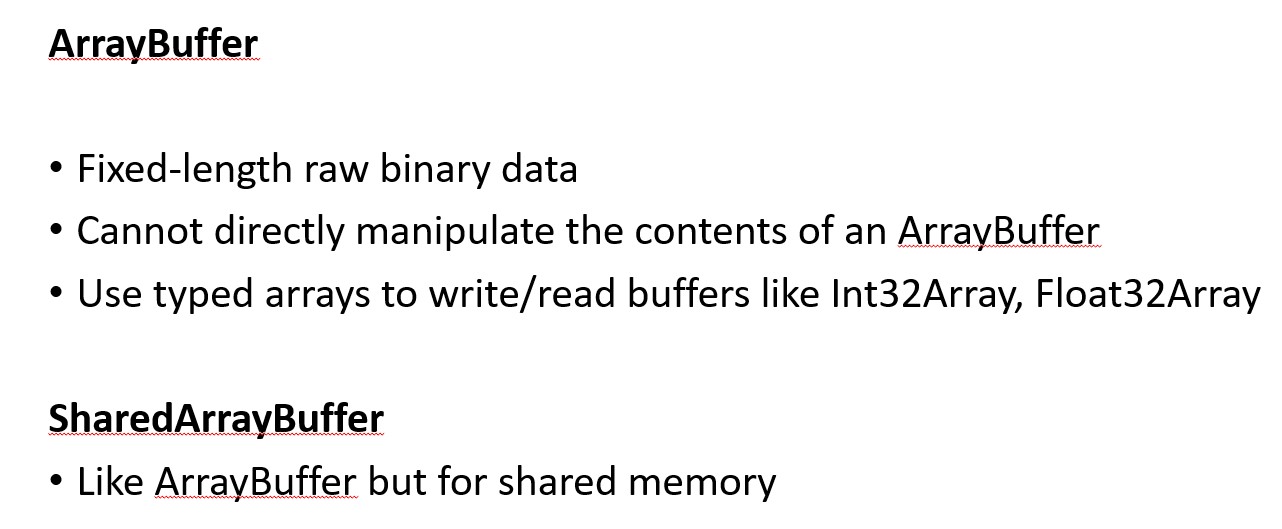 ArrayBuffer
• Fixed-length raw binary data
• Cannot directly manipulate the contents of an ArrayBuffer
• Use typed arrays to write/read buffers like Int32Array, Float32Array
SharedArrayBuffer
• Like ArrayBuffer but for shared memory